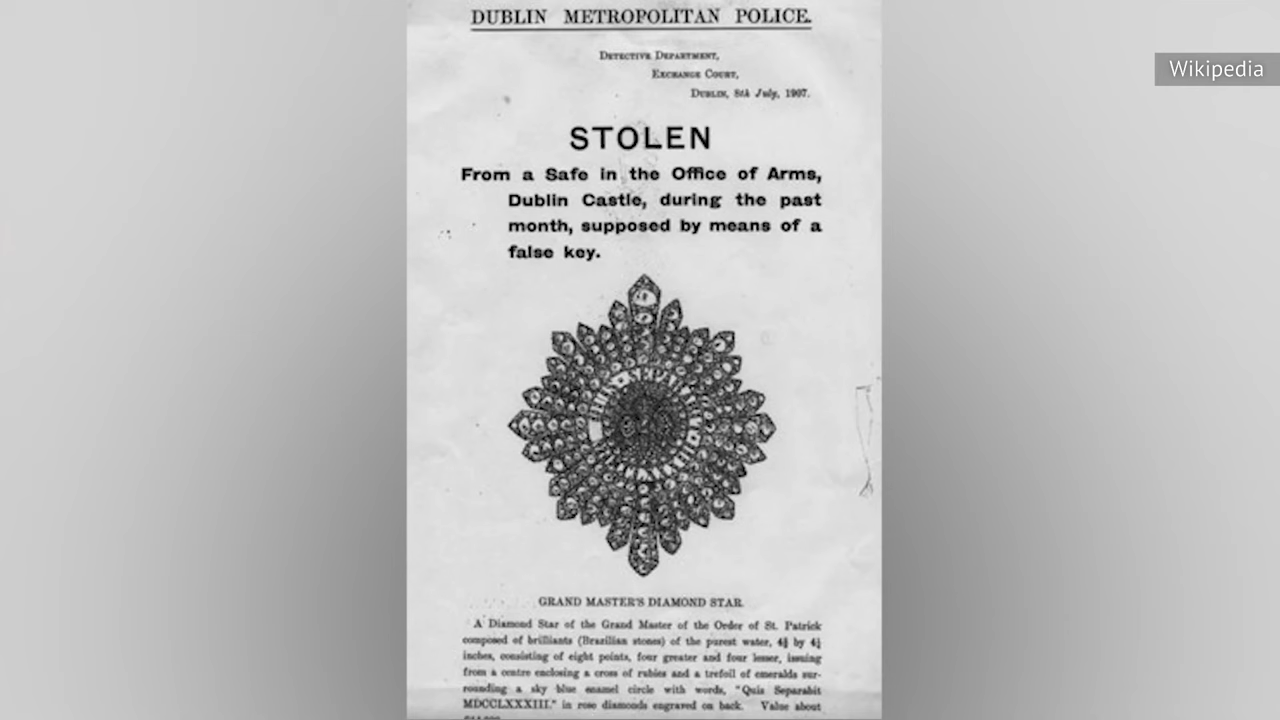 DUBLIN METROPOLITAN POLICE.
Wikipedia
Detective Department,
Exchange Court,
Dublin, 8th July, 1907.
STOLEN
From a Safe in the Office of Arms,
Dublin Castle, during the past
month, supposed by means of a
false key.
GRAND MASTER'S DIAMOND STAR.
A Diamond Star of the Grand Master of the Order of St. Patrick
composed of brilliants (Brazilian stones) of the purest water, 4⅝ by 4¼
inches, consisting of eight points, four greater and four lesser, issuing
from a centre enclosing a cross of rubies and a trefoil of emeralds sur-
rounding a sky blue enamel circle with words, "Quis Separabit
MDCCLXXXIII." in rose diamonds engraved on back. Value about